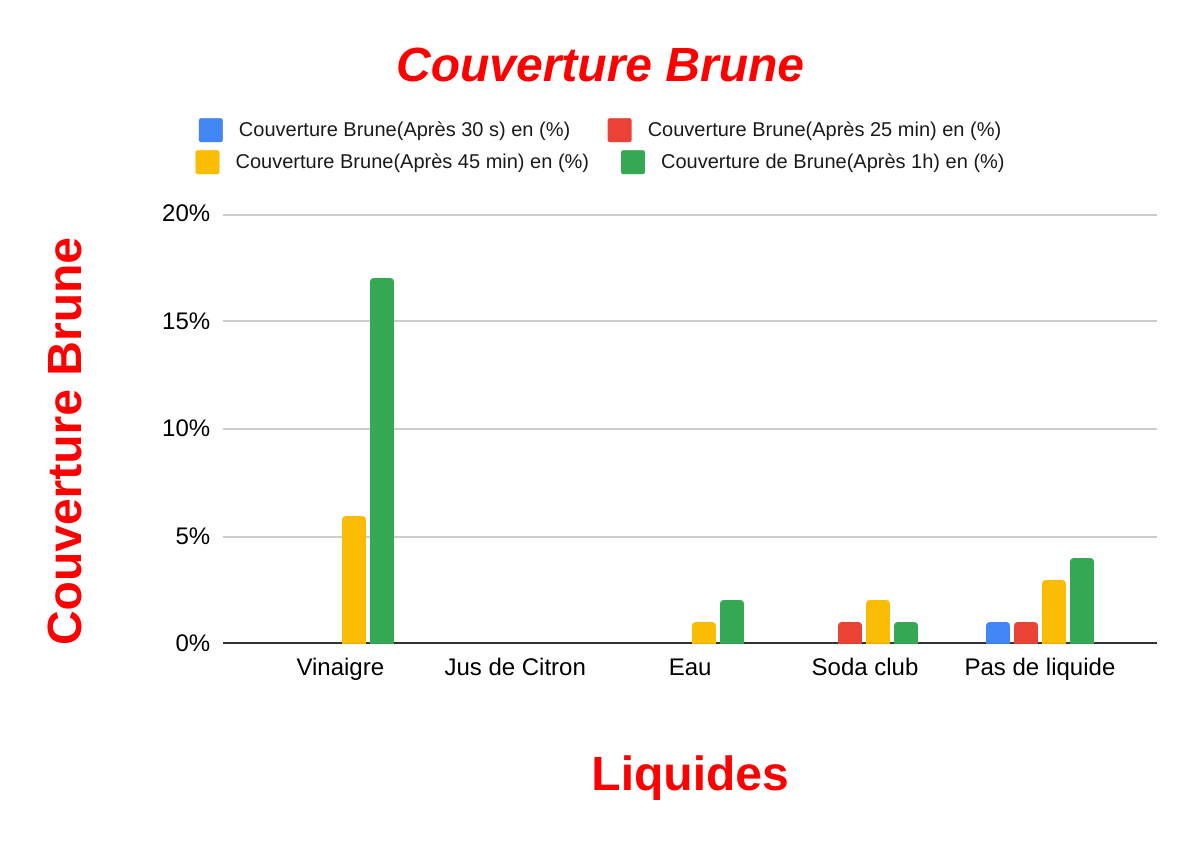 Couverture Brune
Couverture Brune(Après 30 s) en (%)
Couverture Brune(Après 25 min) en (%)
Couverture Brune(Après 45 min) en (%)
Couverture de Brune(Après 1h) en (%)
Couverture Brune
20%
15%
10%
5%
0%
Vinaigre
Jus de Citron
Eau
Soda club
Pas de liquide
Liquides